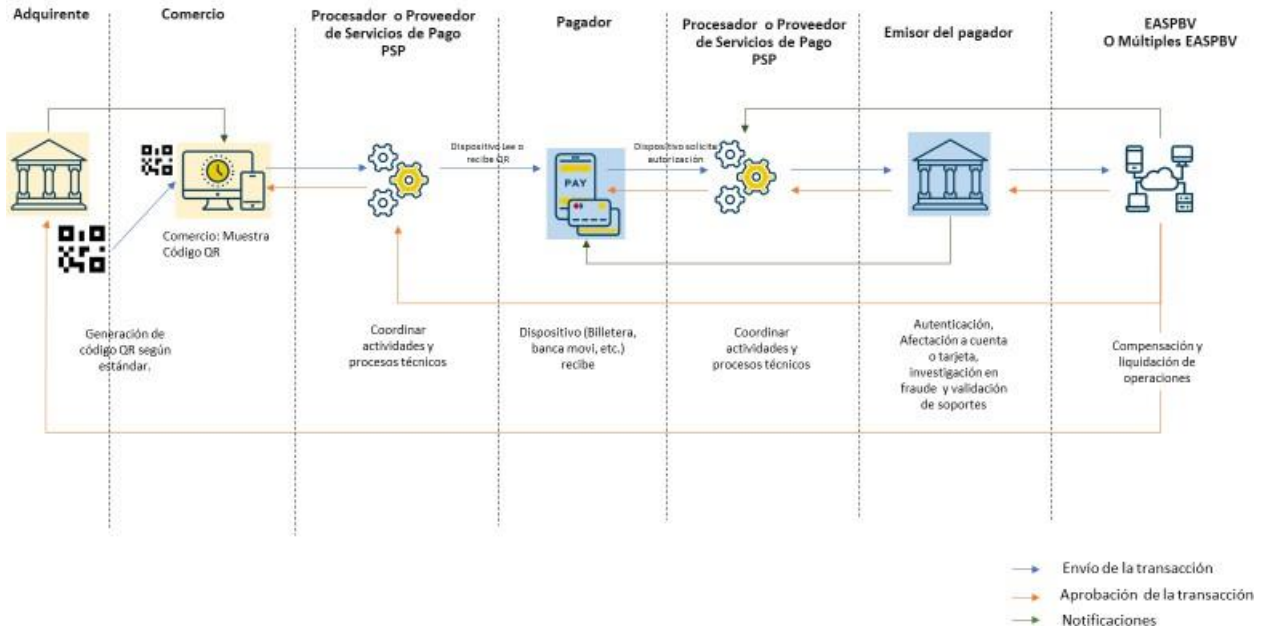 Adquirente
Comercio
Procesador o Proveedor
de Servicios de Pago
PSP
Pagador
Procesador o Proveedor
de Servicios de Pago
PSP
Emisor del pagador
EASPBV
O Múltiples EASPBV
Dispositivo Lee o
recibe QR
Dispositivo solicita
autorización
PAY
Comercio: Muestra
Código QR
Generación de
código QR según
estándar.
Coordinar
actividades y
procesos técnicos
Dispositivo (Billetera,
banca movi, etc.)
recibe
Coordinar
actividades y
procesos técnicos
Autenticación,
Afectación a cuenta
o tarjeta,
investigación en
fraude y validación
de soportes
Compensación y
liquidación de
operaciones
Envío de la transacción
Aprobación de la transacción
Notificaciones